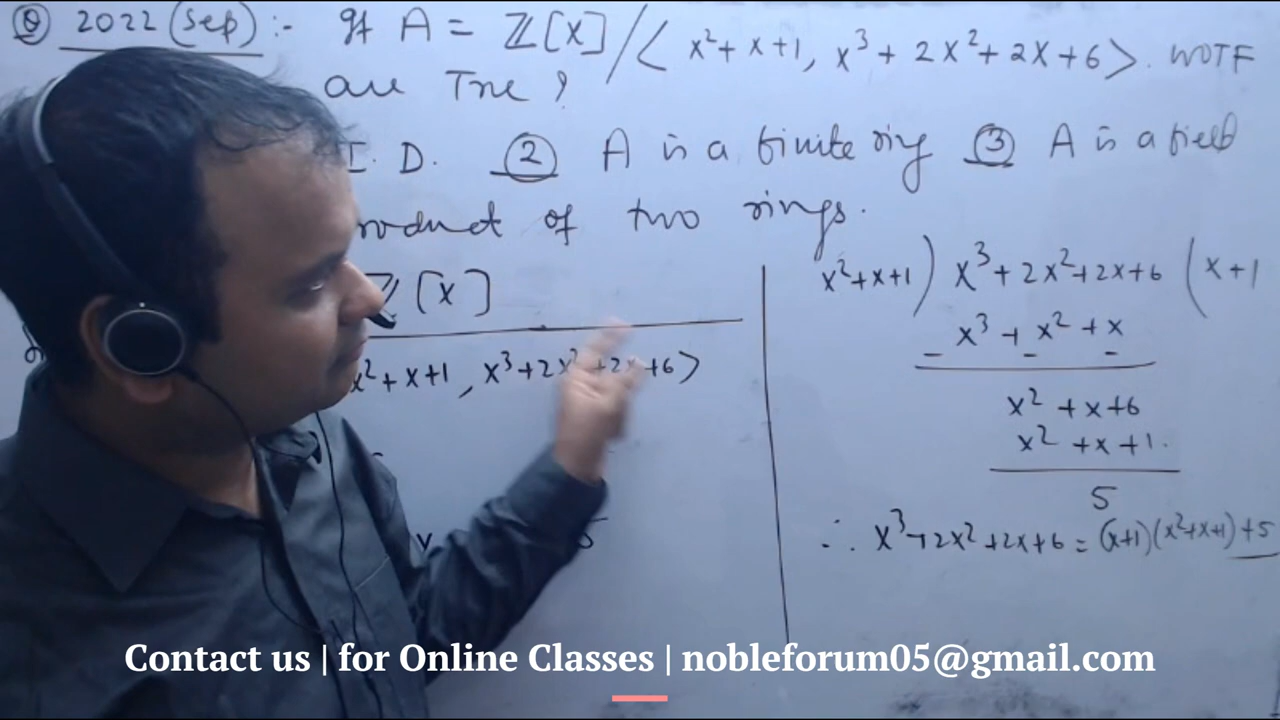 Q 2022 (Sep) :- If A = ℤ[x]/⟨ x²+x+1, x³+2x²+2x+6⟩. WOTF
are True ?
I. D. ② A is a finite ring ③ A is a field
roduct of two rings.
ℤ[x]
x²+x+1, x³+2x²+2x+6⟩
5
x²+x+1) x³+2x²+2x+6 (x+1
x³+x²+x
- - -
x²+x+6
x²+x+1.
5
∴ x³+2x²+2x+6 = (x+1)(x²+x+1)+5
Contact us | for Online Classes | nobleforum05@gmail.com